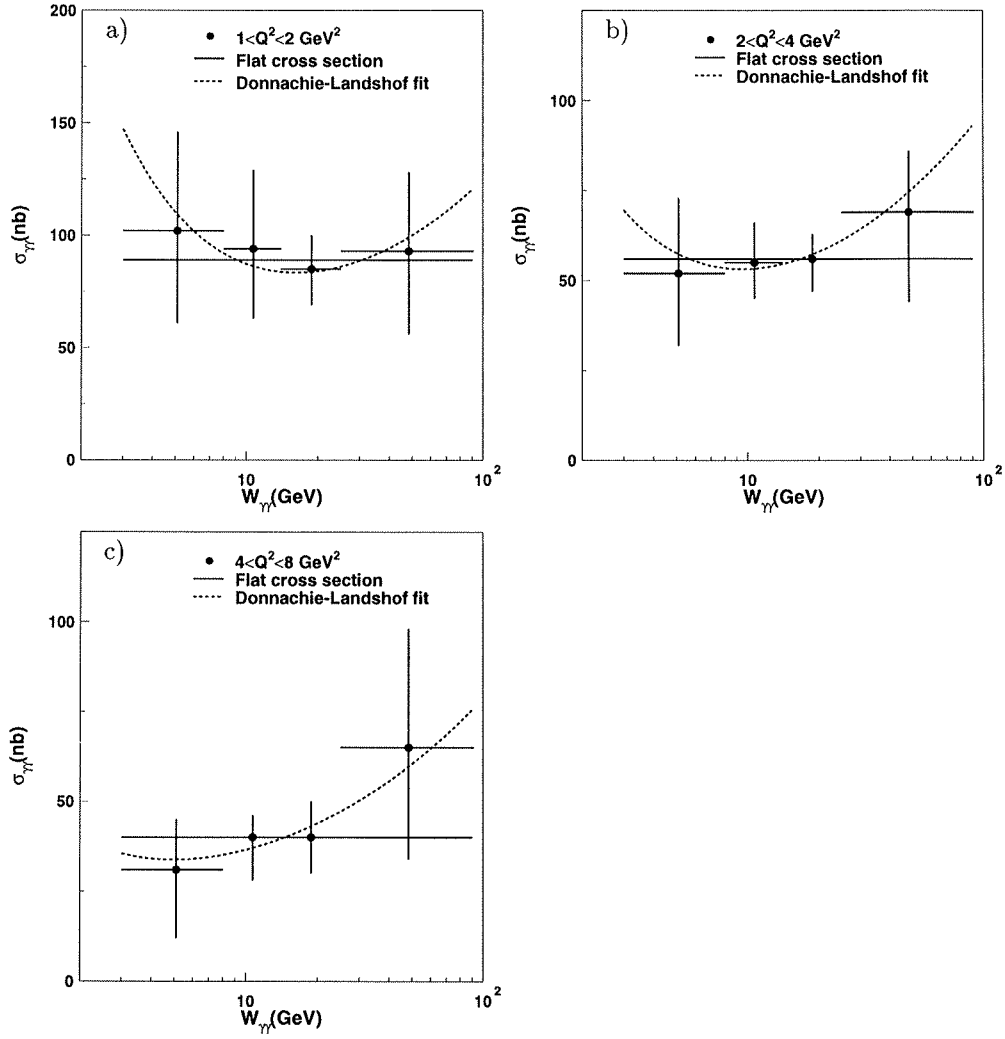 a)
1<Q²<2 GeV²
Flat cross section
Donnachie-Landshof fit
200
150
100
50
0
σγγ(nb)
10
10²
Wγγ(GeV)
b)
2<Q²<4 GeV²
Flat cross section
Donnachie-Landshof fit
100
50
0
σγγ(nb)
10
10²
Wγγ(GeV)
c)
4<Q²<8 GeV²
Flat cross section
Donnachie-Landshof fit
100
50
0
σγγ(nb)
10
10²
Wγγ(GeV)